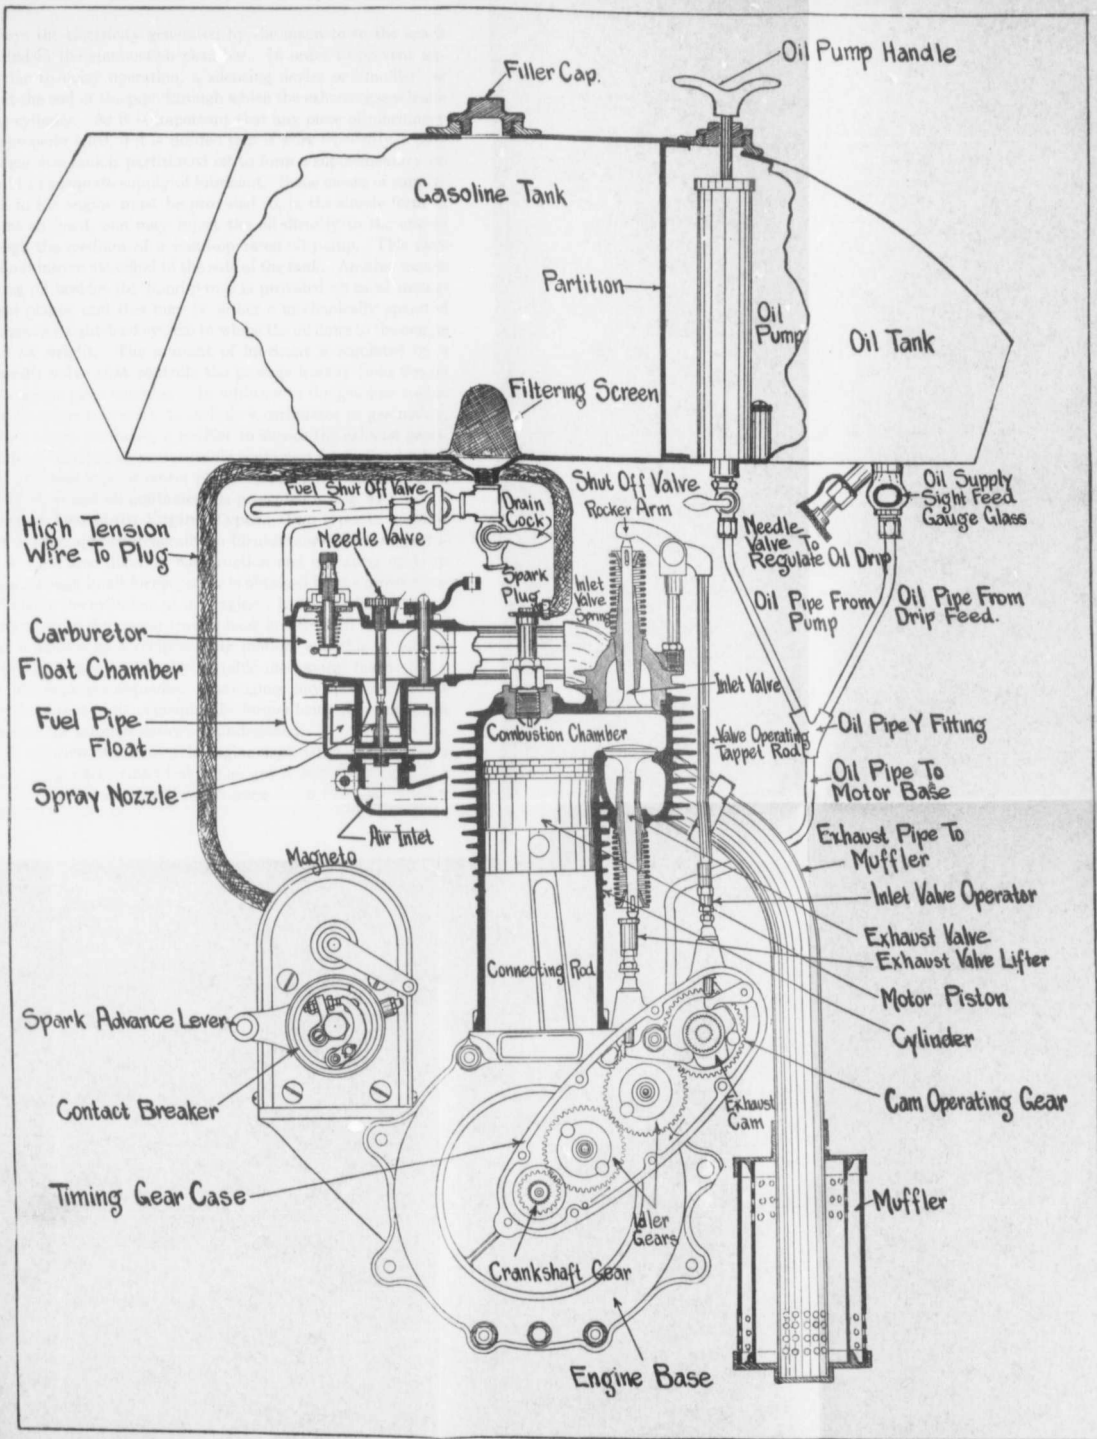 Oil Pump Handle
Filler Cap.
Gasoline Tank
Partition
Oil
Pump
Oil Tank
Filtering Screen
Fuel Shut Off Valve
Drain
Cock
Shut Off Valve
Rocker Arm
Oil Supply
Sight Feed
Gauge Glass
High Tension
Wire To Plug
Needle Valve
Needle
Valve To
Regulate Oil Drip
Spark
Plug
Inlet
Valve
Spring
Oil Pipe From
Pump
Oil Pipe From
Drip Feed.
Carburetor
Float Chamber
Inlet Valve
Fuel Pipe
Float
Combustion Chamber
Valve Operating
Tappet Rod
Oil Pipe Y Fitting
Spray Nozzle
Oil Pipe To
Motor Base
Air Inlet
Exhaust Pipe To
Muffler
Magneto
Inlet Valve Operator
Exhaust Valve
Exhaust Valve Lifter
Connecting Rod
Motor Piston
Spark Advance Lever
Cylinder
Contact Breaker
Exhaust
Cam
Cam Operating Gear
Timing Gear Case
Muffler
Idler
Gears
Crankshaft Gear
Engine Base